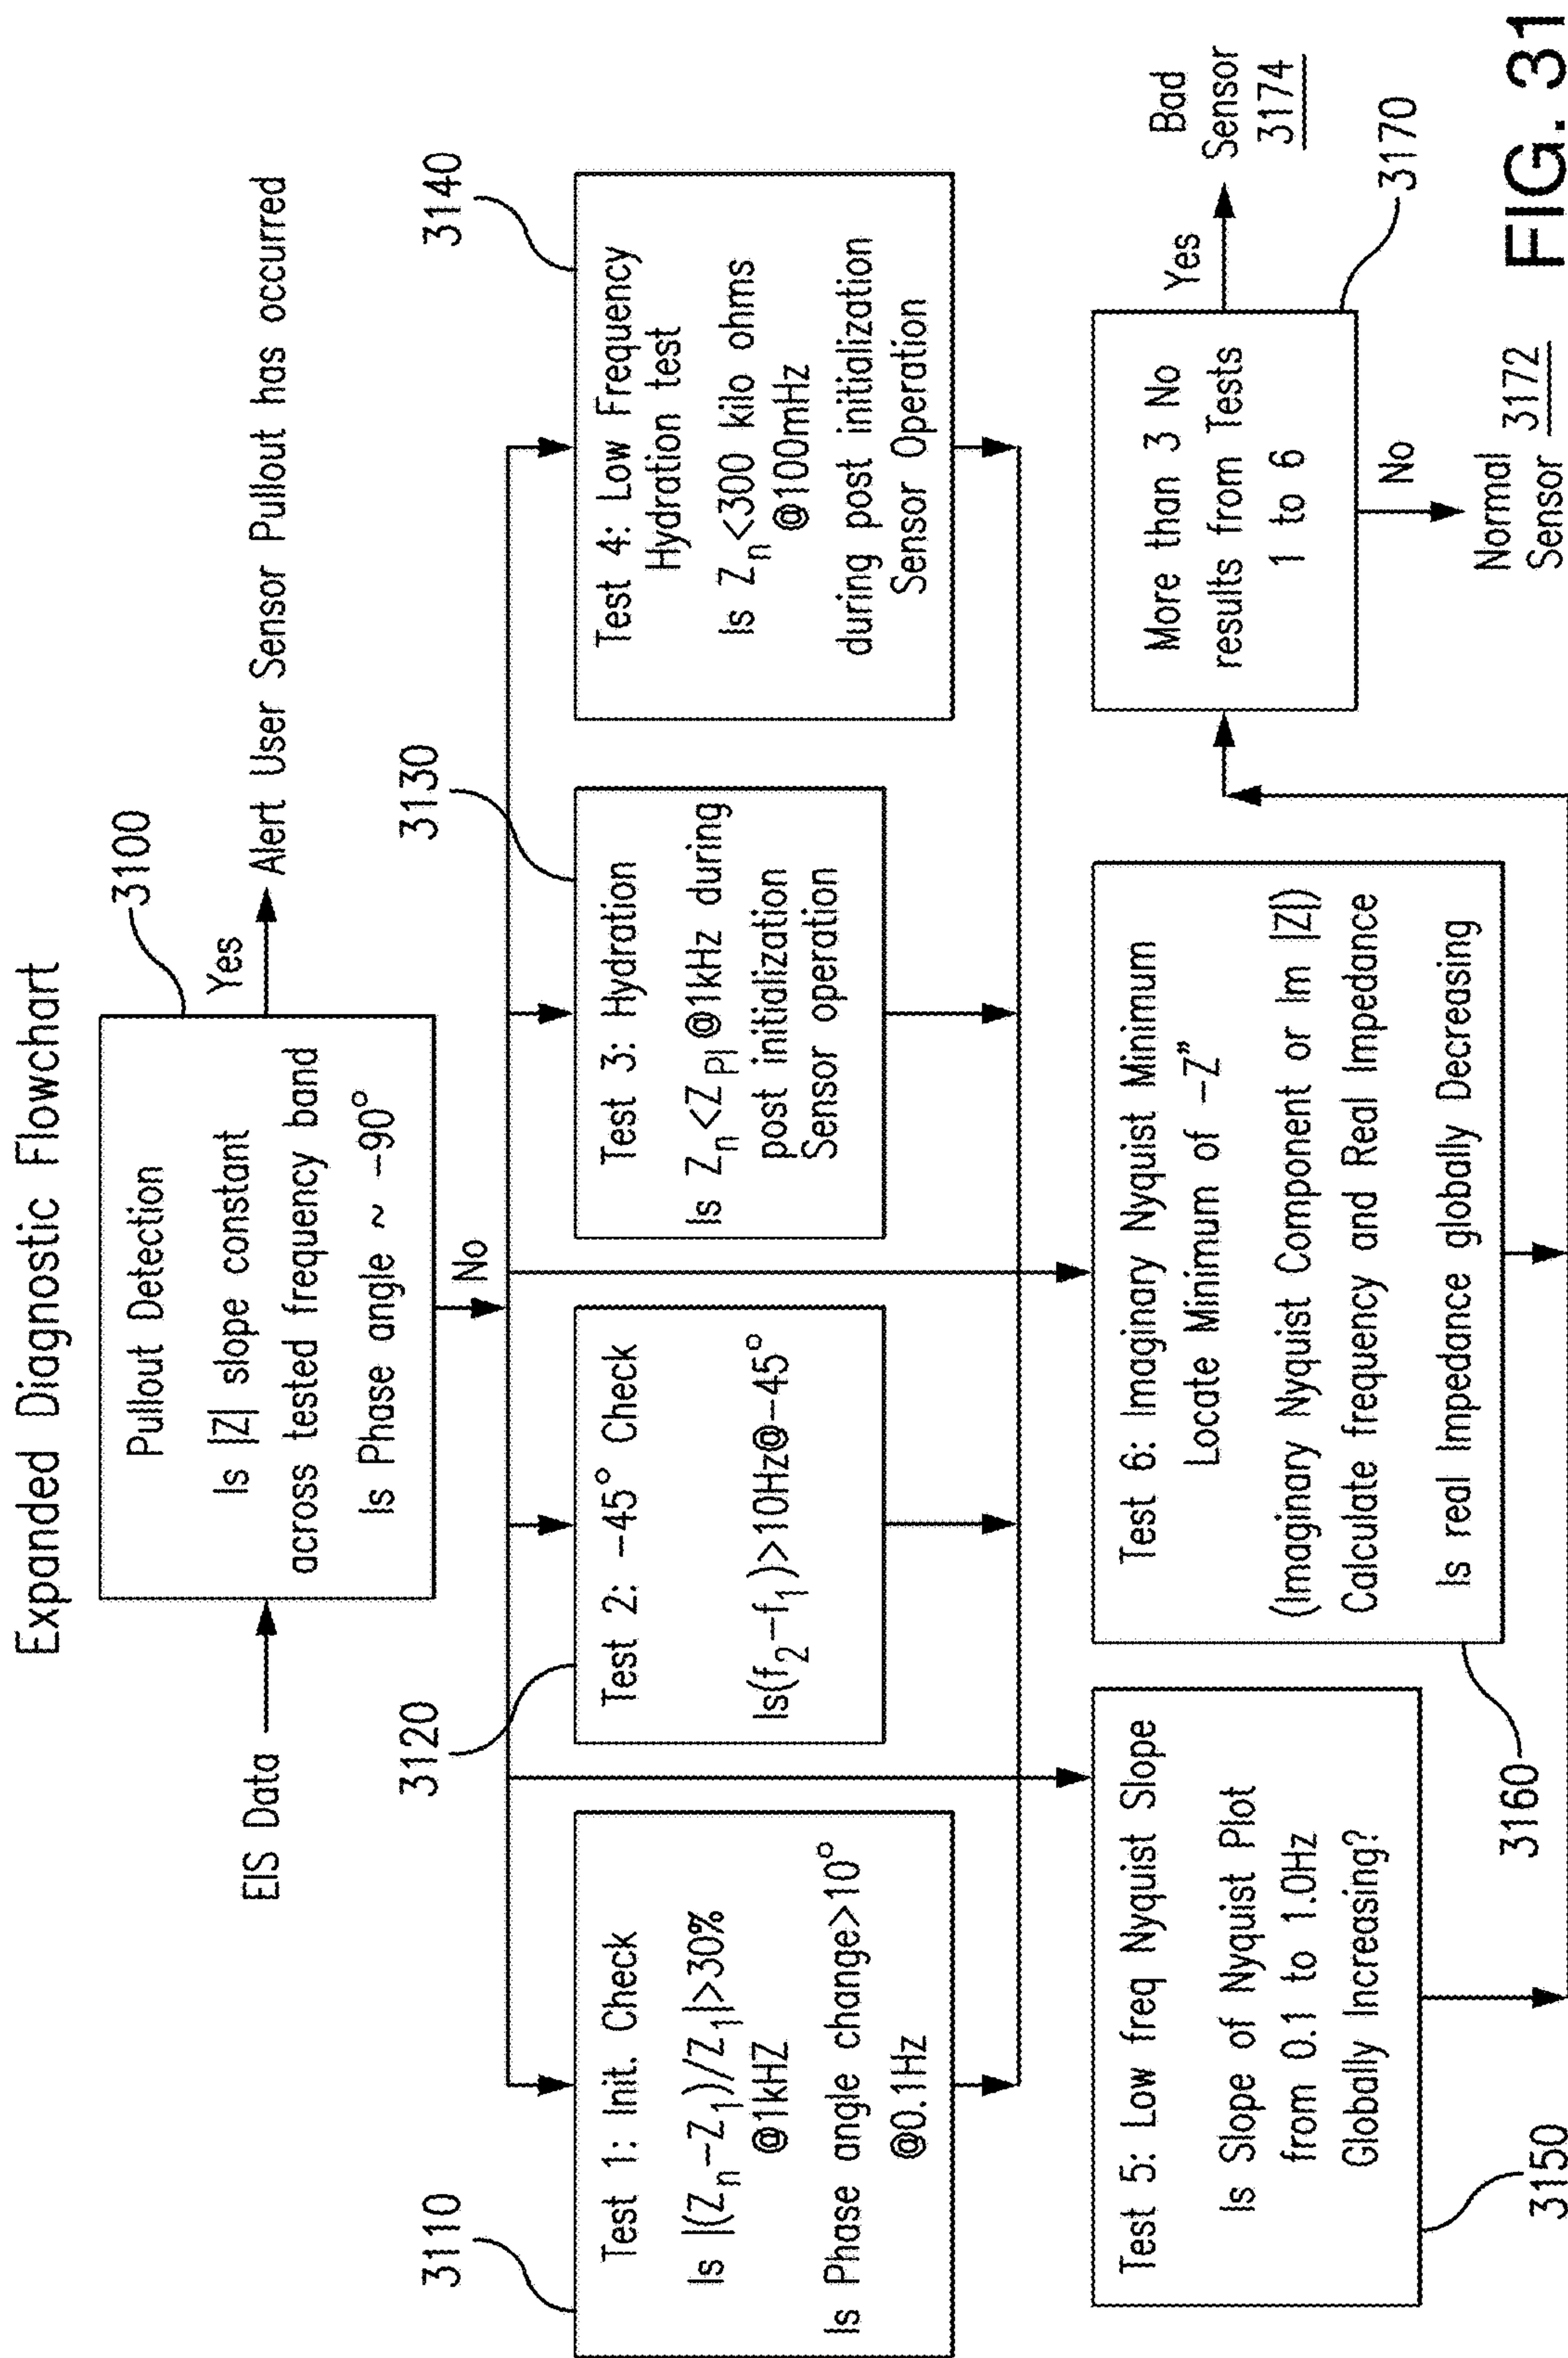 Expanded Diagnostic Flowchart
EIS Data
3100
Pullout Detection
Is |Z| slope constant
across tested frequency band
Is Phase angle ~ -90°
Yes
Alert User Sensor Pullout has occurred
No
3110
Test 1: Init. Check
Is |(Zn-Z1)/Z1|>30%
@1kHZ
Is Phase angle change>10°
@0.1Hz
3120
Test 2: -45° Check
Is(f2-f1)>10Hz@-45°
3130
Test 3: Hydration
Is Zn<ZPI@1kHz during
post initialization
Sensor operation
3140
Test 4: Low Frequency
Hydration test
Is Zn<300 kilo ohms
@100mHz
during post initialization
Sensor Operation
Test 5: Low freq Nyquist Slope
Is Slope of Nyquist Plot
from 0.1 to 1.0Hz
Globally Increasing?
3150
Test 6: Imaginary Nyquist Minimum
Locate Minimum of -Z”
(Imaginary Nyquist Component or Im |Z|)
Calculate frequency and Real Impedance
Is real Impedance globally Decreasing
3160
More than 3 No
results from Tests
1 to 6
3170
Yes
Bad
Sensor
3174
No
Normal
Sensor 3172
FIG. 31